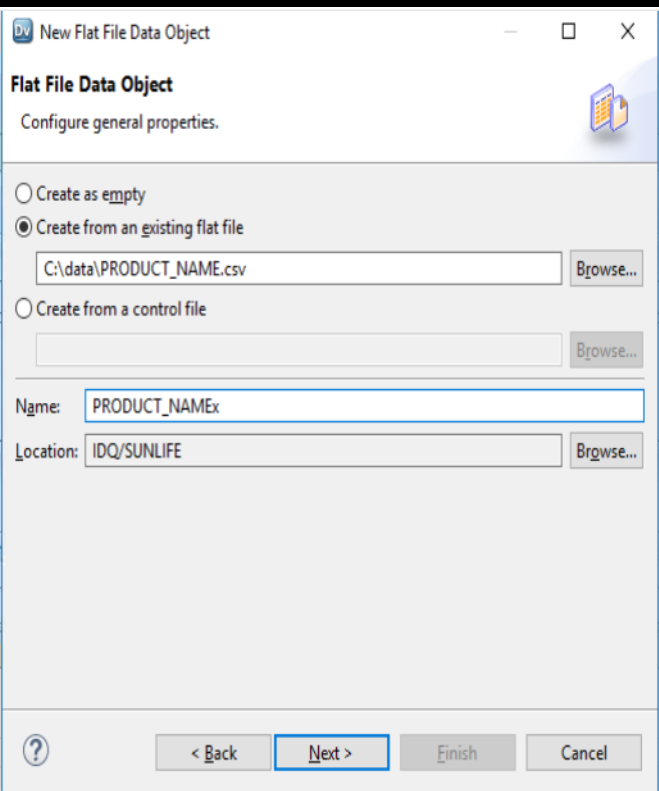 Dv New Flat File Data Object
Flat File Data Object
Configure general properties.
Create as empty
Create from an existing flat file
C:\data\PRODUCT_NAME.csv Browse...
Create from a control file
Browse...
Name: PRODUCT_NAMEx
Location: IDQ/SUNLIFE Browse...
? < Back Next > Finish Cancel